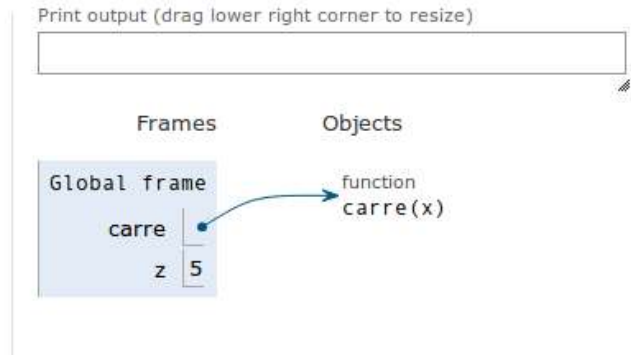 Print output (drag lower right corner to resize)
Frames Objects
Global frame
carre
z 5
function
carre(x)